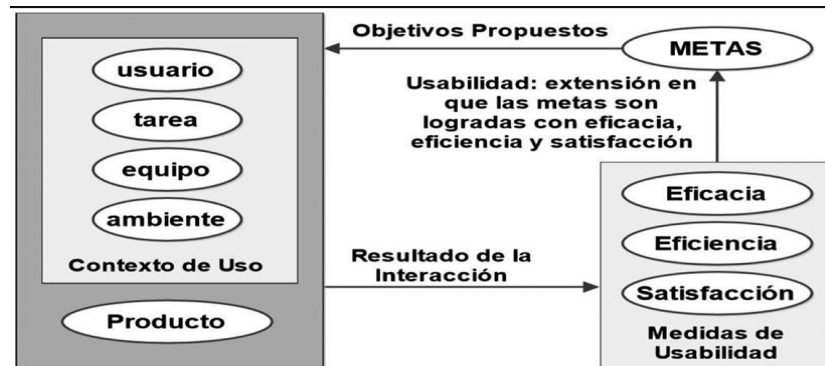 usuario
tarea
equipo
ambiente
Contexto de Uso
Producto
Objetivos Propuestos
METAS
Usabilidad: extensión en
que las metas son
logradas con eficacia,
eficiencia y satisfacción
Resultado de la
Interacción
Eficacia
Eficiencia
Satisfacción
Medidas de
Usabilidad